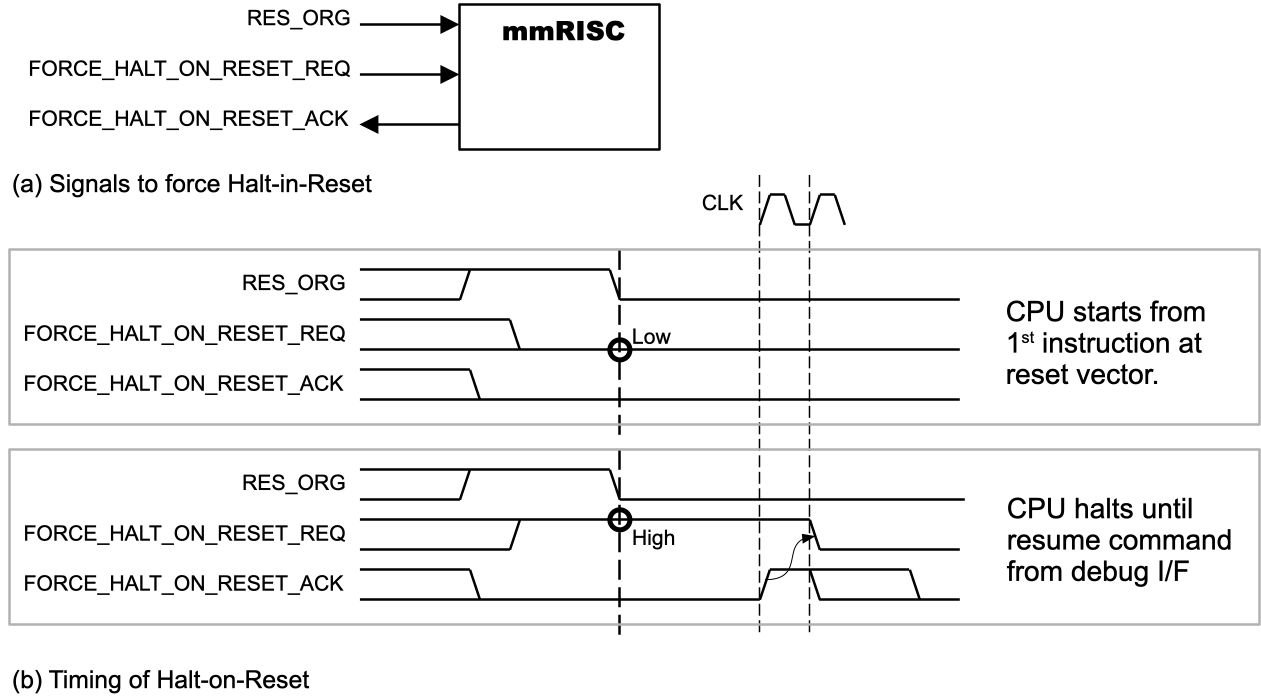 RES_ORG
mmRISC
FORCE_HALT_ON_RESET_REQ
FORCE_HALT_ON_RESET_ACK
(a) Signals to force Halt-in-Reset
CLK
RES_ORG
FORCE_HALT_ON_RESET_REQ
Low
FORCE_HALT_ON_RESET_ACK
CPU starts from
1st instruction at
reset vector.
RES_ORG
FORCE_HALT_ON_RESET_REQ
High
FORCE_HALT_ON_RESET_ACK
CPU halts until
resume command
from debug I/F
(b) Timing of Halt-on-Reset